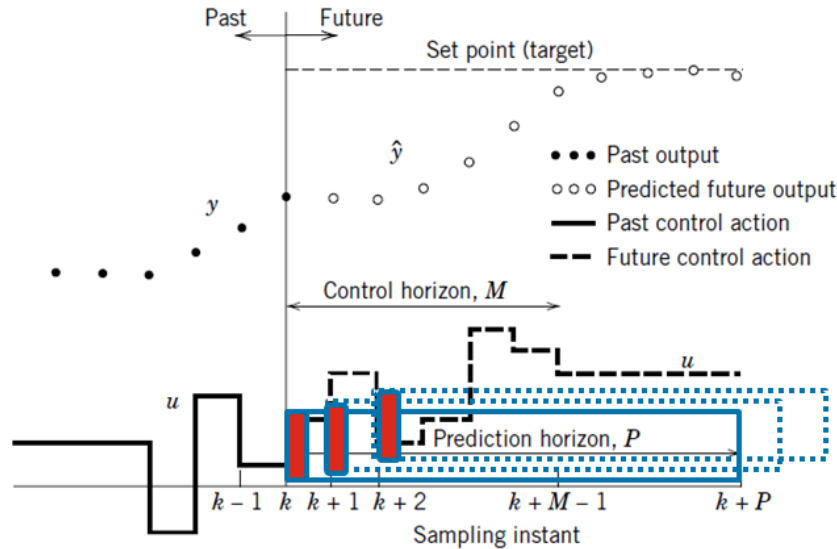 Past Future
Set point (target)
ŷ
Past output
y
Predicted future output
Past control action
Future control action
Control horizon, M
u
u
Prediction horizon, P
k – 1 k k + 1 k + 2 k + M – 1 k + P
Sampling instant